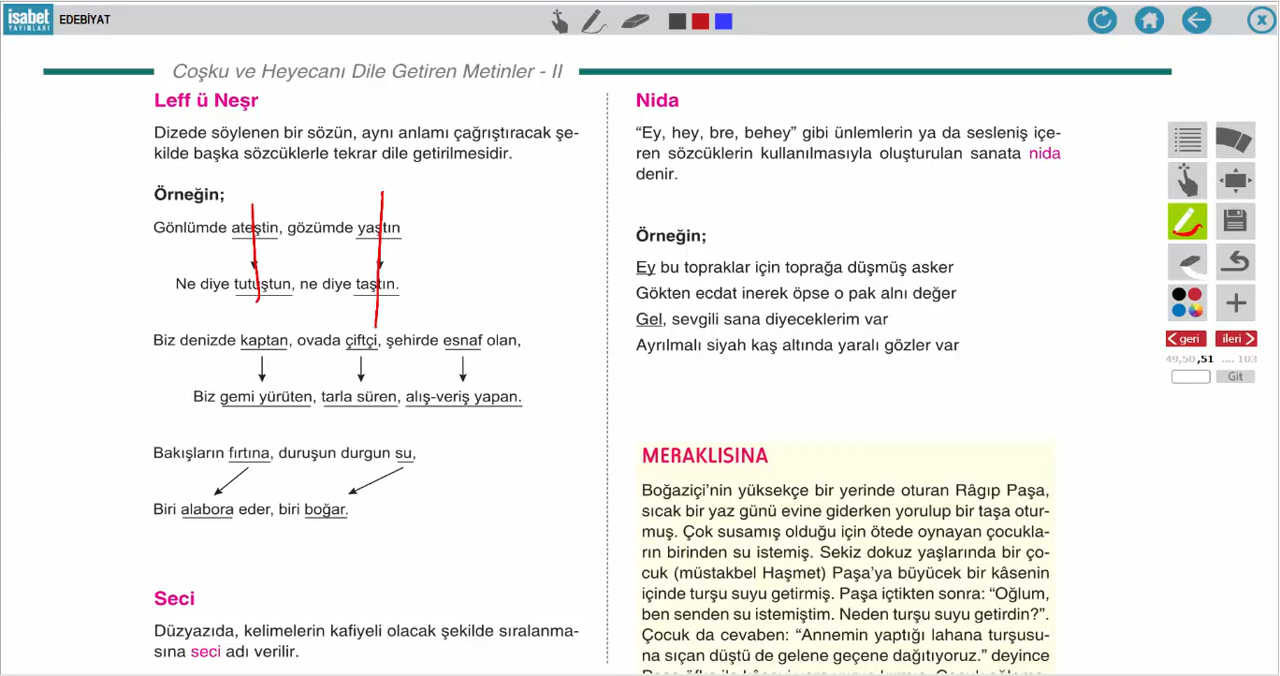 isabet
YAYINLARI
EDEBİYAT
Coşku ve Heyecanı Dile Getiren Metinler - II
Leff ü Neşr
Dizede söylenen bir sözün, aynı anlamı çağrıştıracak şe-
kilde başka sözcüklerle tekrar dile getirilmesidir.
Örneğin;
Gönlümde ateştin, gözümde yaştın
Ne diye tutuştun, ne diye taştın.
Biz denizde kaptan, ovada çiftçi, şehirde esnaf olan,
Biz gemi yürüten, tarla süren, alış-veriş yapan.
Bakışların fırtına, duruşun durgun su,
Biri alabora eder, biri boğar.
Seci
Düzyazıda, kelimelerin kafiyeli olacak şekilde sıralanma-
sına seci adı verilir.
Nida
“Ey, hey, bre, behey” gibi ünlemlerin ya da sesleniş içe-
ren sözcüklerin kullanılmasıyla oluşturulan sanata nida
denir.
Örneğin;
Ey bu topraklar için toprağa düşmüş asker
Gökten ecdat inerek öpse o pak alnı değer
Gel, sevgili sana diyeceklerim var
Ayrılmalı siyah kaş altında yaralı gözler var
MERAKLISINA
Boğaziçi’nin yüksekçe bir yerinde oturan Râgıp Paşa,
sıcak bir yaz günü evine giderken yorulup bir taşa otur-
muş. Çok susamış olduğu için ötede oynayan çocukla-
rın birinden su istemiş. Sekiz dokuz yaşlarında bir ço-
cuk (müstakbel Haşmet) Paşa’ya büyücek bir kâsenin
içinde turşu suyu getirmiş. Paşa içtikten sonra: “Oğlum,
ben senden su istemiştim. Neden turşu suyu getirdin?”.
Çocuk da cevaben: “Annemin yaptığı lahana turşusu-
na sıçan düştü de gelene geçene dağıtıyoruz.” deyince
geri
ileri
49,50,51 .... 103
Git